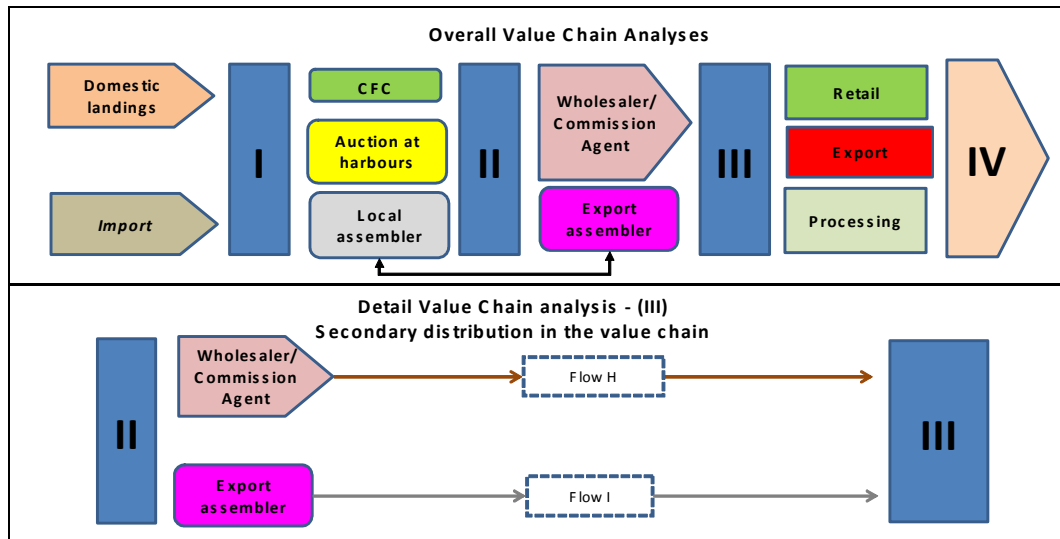 Overall Value Chain Analyses
Domestic
landings
Import
I
CFC
Auction at
harbours
Local
assembler
II
Wholesaler/
Commission
Agent
Export
assembler
III
Retail
Export
Processing
IV
Detail Value Chain analysis - (III)
Secondary distribution in the value chain
II
Wholesaler/
Commission
Agent
Flow H
Export
assembler
Flow I
III